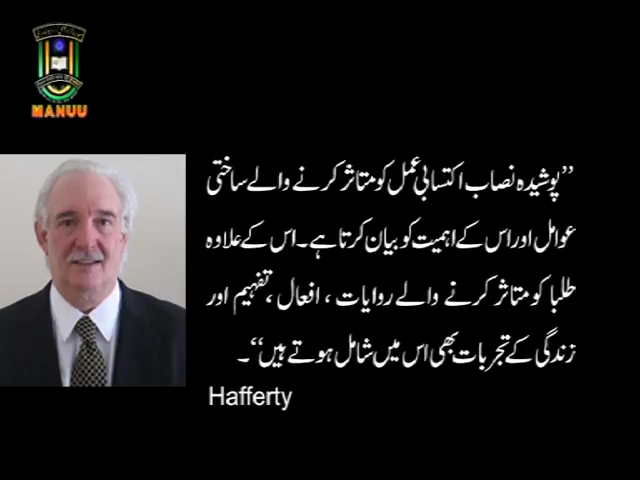 MANUU
”پوشیدہ نصاب اکتسابی عمل کو متاثر کرنے والے ساختی
عوامل اور اس کے اہمیت کو بیان کرتا ہے۔ اس کے علاوہ
طلبا کو متاثر کرنے والے روایات ، افعال ، تفہیم اور
زندگی کے تجربات بھی اس میں شامل ہوتے ہیں“۔
Hafferty